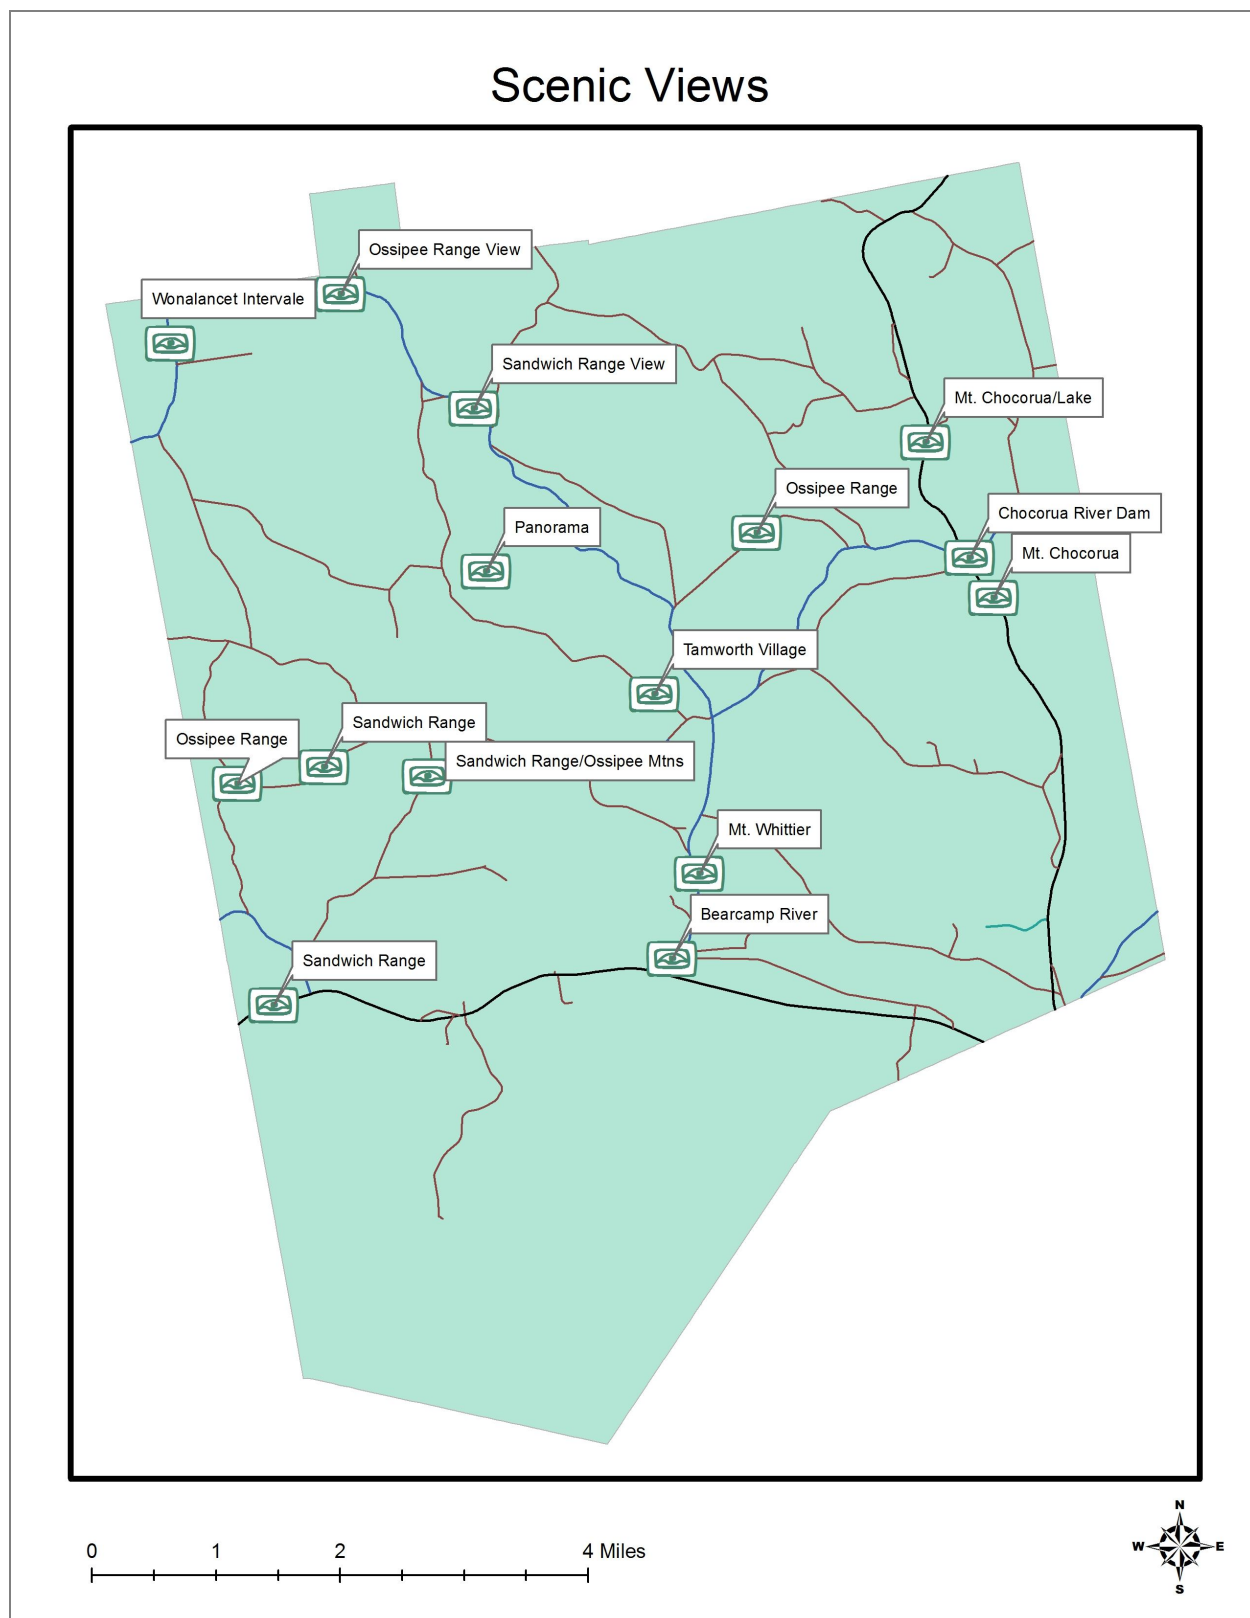 Scenic Views
Ossipee Range View
Wonalancet Intervale
Sandwich Range View
Mt. Chocorua/Lake
Ossipee Range
Chocorua River Dam
Panorama
Mt. Chocorua
Tamworth Village
Sandwich Range
Ossipee Range
Sandwich Range/Ossipee Mtns
Mt. Whittier
Bearcamp River
Sandwich Range
N
W E
S
0 1 2 4 Miles